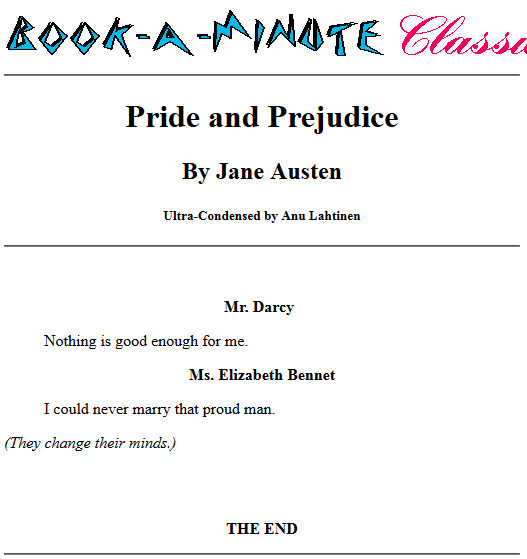 BOOK-A-MINUTE
Pride and Prejudice
By Jane Austen
Ultra-Condensed by Anu Lahtinen
Mr. Darcy
Nothing is good enough for me.
Ms. Elizabeth Bennet
I could never marry that proud man.
(They change their minds.)
THE END